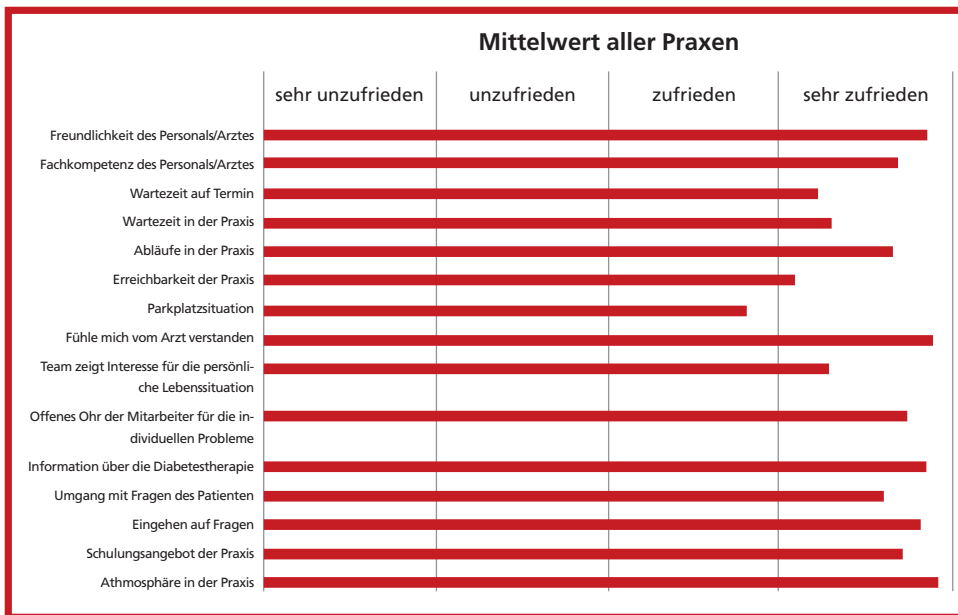 Mittelwert aller Praxen
sehr unzufrieden unzufrieden zufrieden sehr zufrieden
Freundlichkeit des Personals/Arztes
Fachkompetenz des Personals/Arztes
Wartezeit auf Termin
Wartezeit in der Praxis
Abläufe in der Praxis
Erreichbarkeit der Praxis
Parkplatzsituation
Fühle mich vom Arzt verstanden
Team zeigt Interesse für die persönli-
che Lebenssituation
Offenes Ohr der Mitarbeiter für die in-
dividuellen Probleme
Information über die Diabetestherapie
Umgang mit Fragen des Patienten
Eingehen auf Fragen
Schulungsangebot der Praxis
Athmosphäre in der Praxis